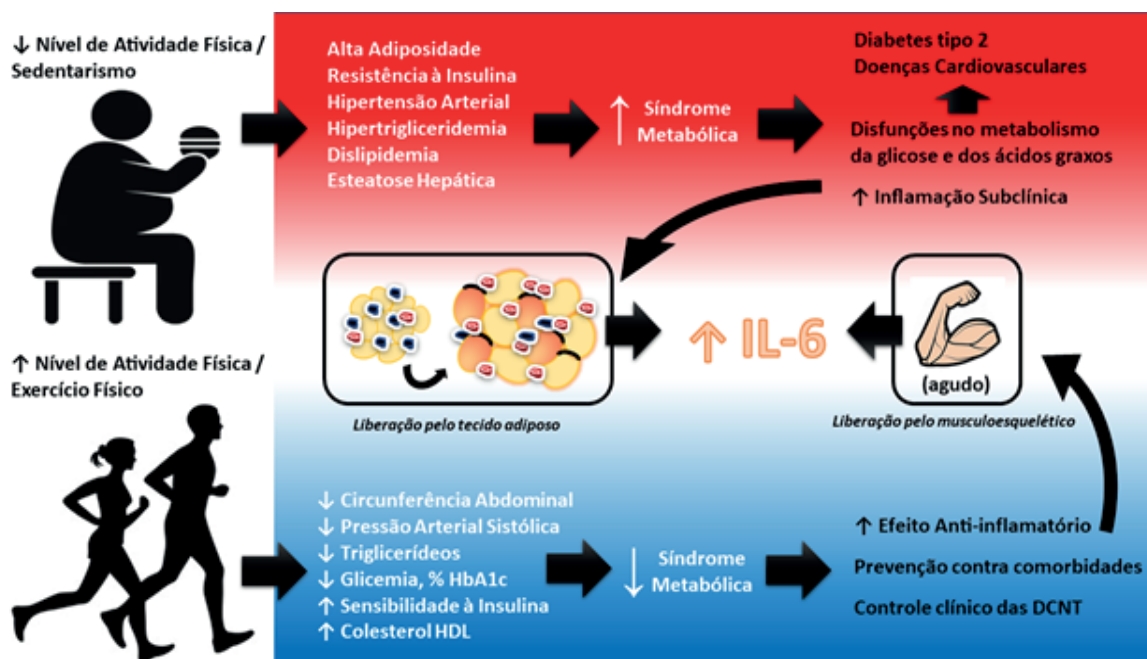 ↓ Nível de Atividade Física /
Sedentarismo
Alta Adiposidade
Resistência à Insulina
Hipertensão Arterial
Hipertrigliceridemia
Dislipidemia
Esteatose Hepática
↑ Síndrome
Metabólica
Diabetes tipo 2
Doenças Cardiovasculares
Disfunções no metabolismo
da glicose e dos ácidos graxos
↑ Inflamação Subclínica
Liberação pelo tecido adiposo
↑ IL-6
(agudo)
Liberação pelo musculoesquelético
↑ Nível de Atividade Física /
Exercício Físico
↓ Circunferência Abdominal
↓ Pressão Arterial Sistólica
↓ Triglicerídeos
↓ Glicemia, % HbA1c
↑ Sensibilidade à Insulina
↑ Colesterol HDL
↓ Síndrome
Metabólica
↑ Efeito Anti-inflamatório
Prevenção contra comorbidades
Controle clínico das DCNT